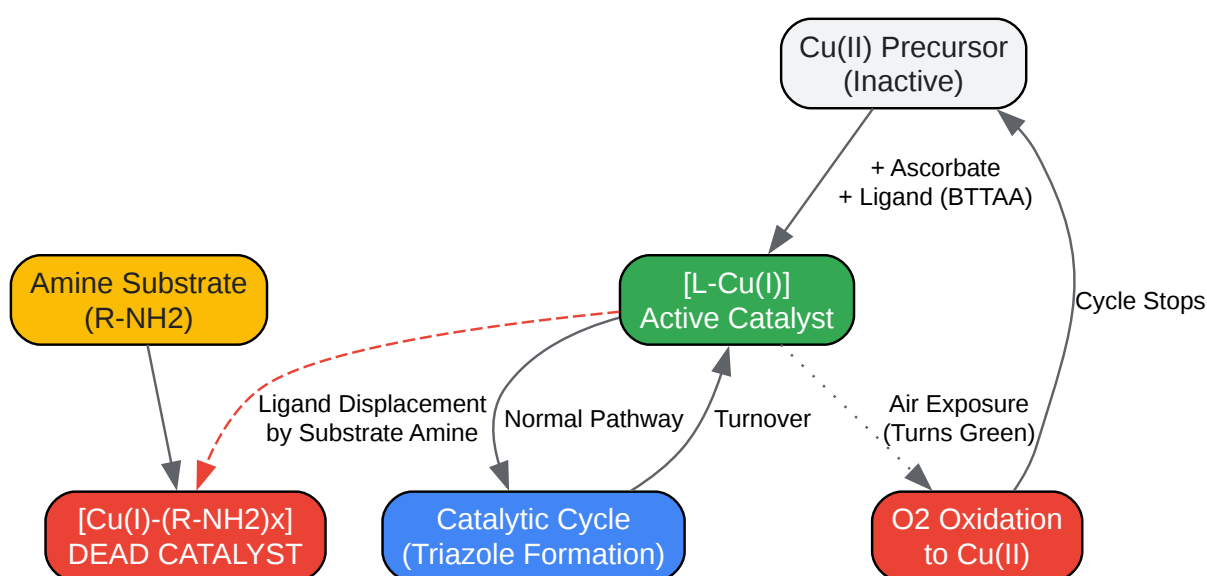 Cu(II) Precursor
(Inactive)
+ Ascorbate
+ Ligand (BTTAA)
Amine Substrate
(R-NH2)
[L-Cu(I)]
Active Catalyst
Cycle Stops
Ligand Displacement
by Substrate Amine
Normal Pathway
Turnover
Air Exposure
(Turns Green)
[Cu(I)-(R-NH2)x]
DEAD CATALYST
Catalytic Cycle
(Triazole Formation)
O2 Oxidation
to Cu(II)